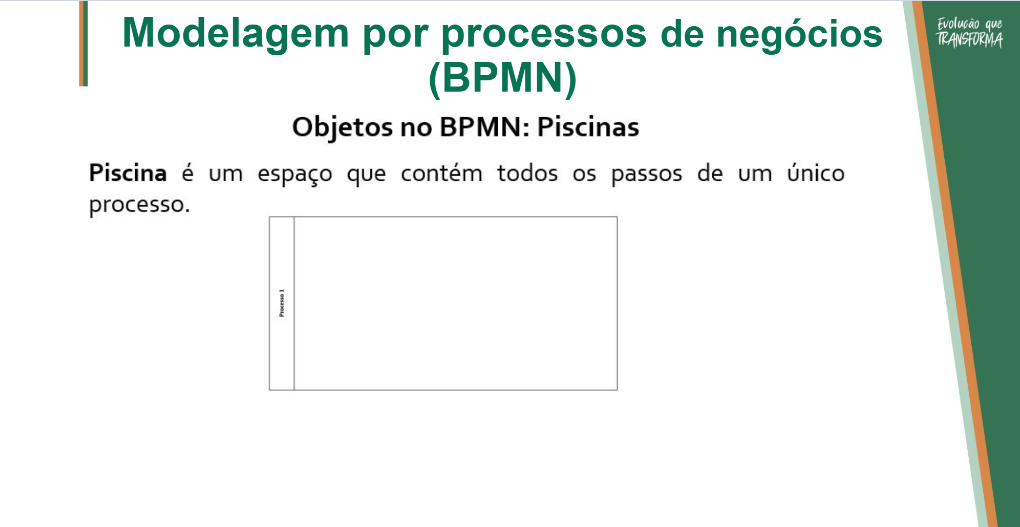 Modelagem por processos de negócios
(BPMN)
Evolução que
TRANSFORMA
Objetos no BPMN: Piscinas
Piscina é um espaço que contém todos os passos de um único
processo.
Processo 1